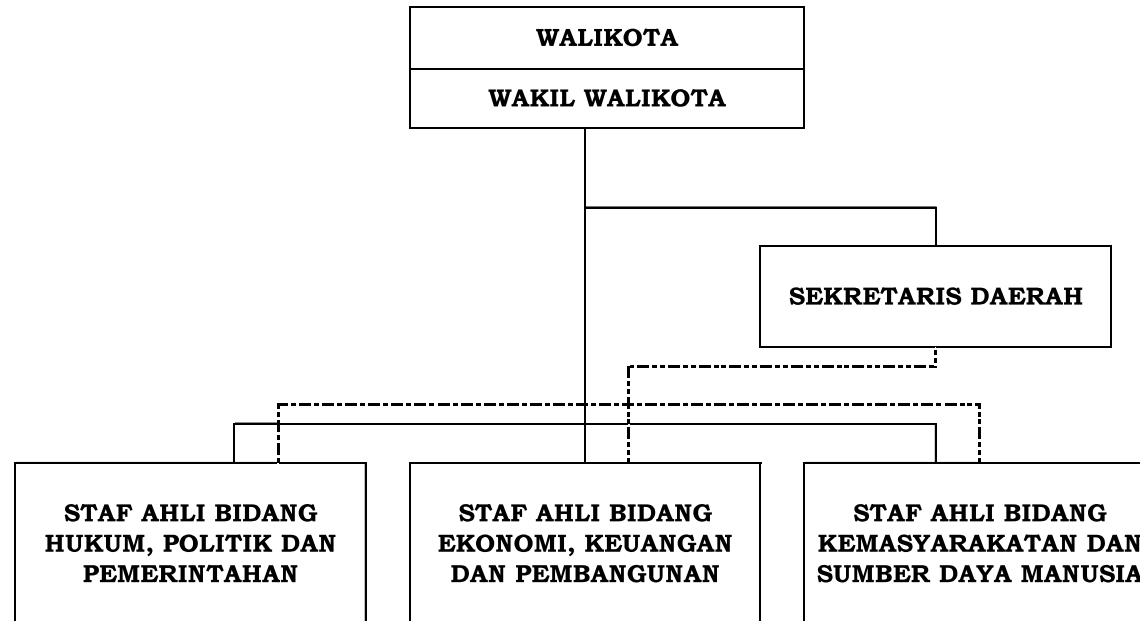 WALIKOTA
WAKIL WALIKOTA
SEKRETARIS DAERAH
STAF AHLI BIDANG
HUKUM, POLITIK DAN
PEMERINTAHAN
STAF AHLI BIDANG
EKONOMI, KEUANGAN
DAN PEMBANGUNAN
STAF AHLI BIDANG
KEMASYARAKATAN DAN
SUMBER DAYA MANUSIA